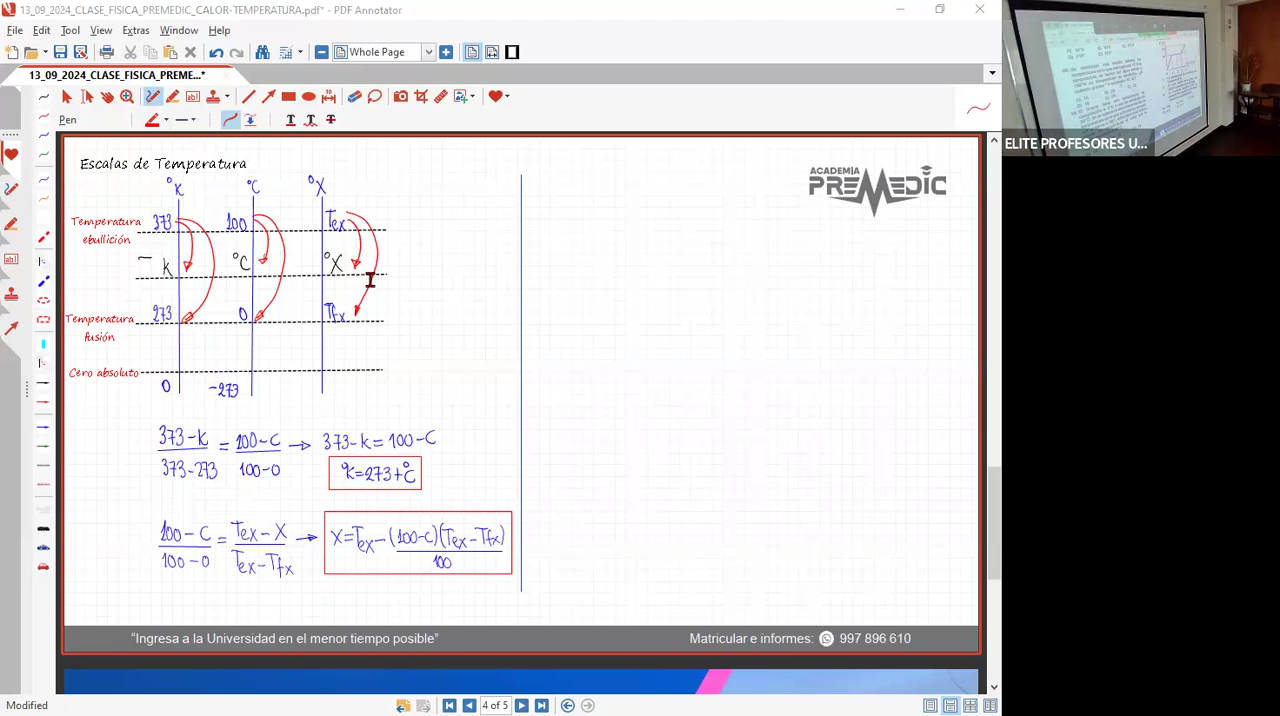 13_09_2024_CLASE_FISICA_PREMEDIC_CALOR-TEMPERATURA.pdf* - PDF Annotator
File Edit Tool View Extras Window Help
Whole Page
13_09_2024_CLASE_FISICA_PREME...*
Pen
ELITE PROFESORES U...
Escalas de Temperatura
ACADEMIA
PREMEDIC
°K °C °X
Temperatura ebullición 373 100 Tex
K °C °X
Temperatura fusión 273 0 Tfx
Cero absoluto
0 -273
373-K / 373-273 = 100-C / 100-0 → 373-K = 100-C
°K=273+°C
100-C / 100-0 = Tex-X / Tex-Tfx → X=Tex-(100-C)(Tex-Tfx) / 100
“Ingresa a la Universidad en el menor tiempo posible”
Matricular e informes: 997 896 610
Modified
4 of 5